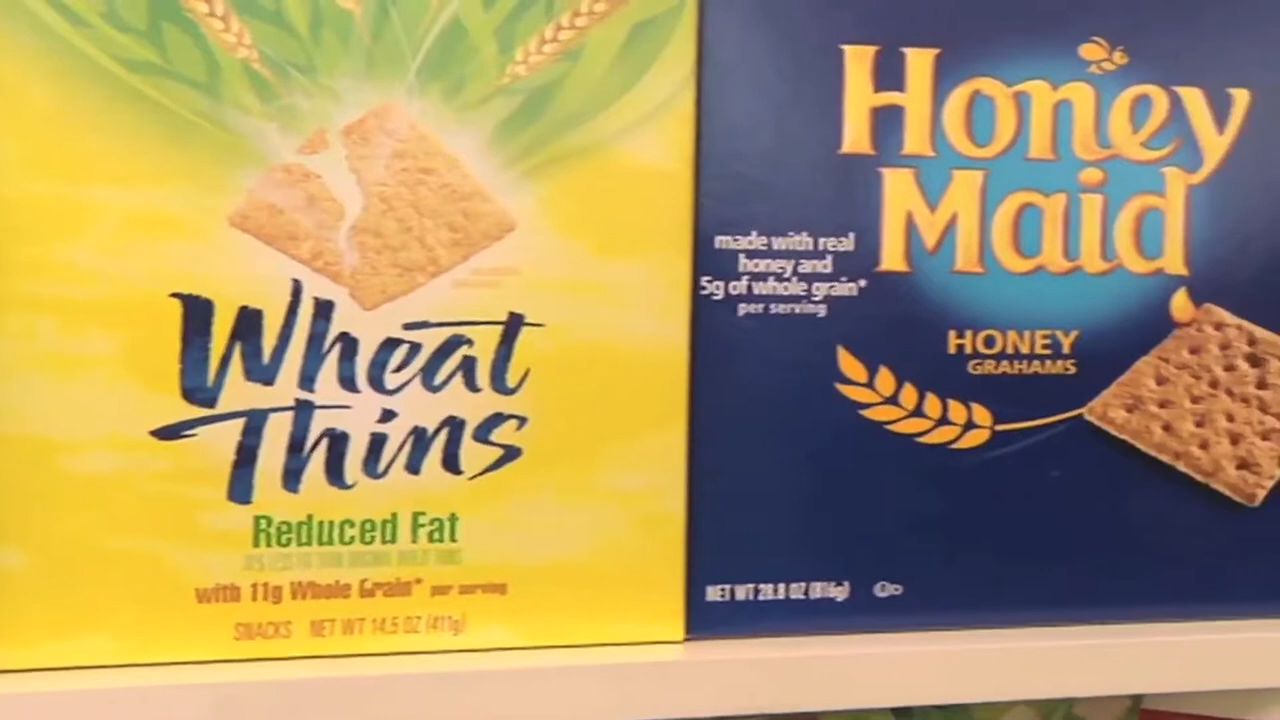 Wheat
Thins
Reduced Fat
with 11g Whole Grain* per serving
SNACKS NET WT 14.5 OZ (411g)
Honey
Maid
made with real
honey and
5g of whole grain*
per serving
HONEY
GRAHAMS
NET WT 28.8 OZ (816g)